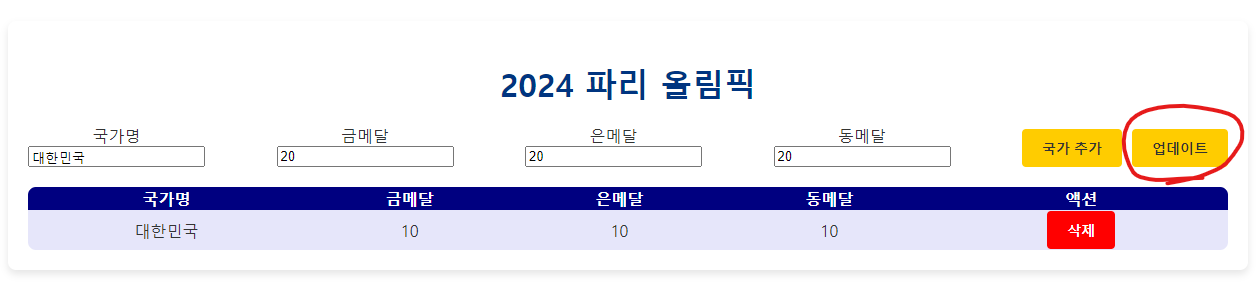 2024 파리 올림픽
국가명 금메달 은메달 동메달
대한민국 20 20 20 국가 추가 업데이트
국가명 금메달 은메달 동메달 액션
대한민국 10 10 10 삭제